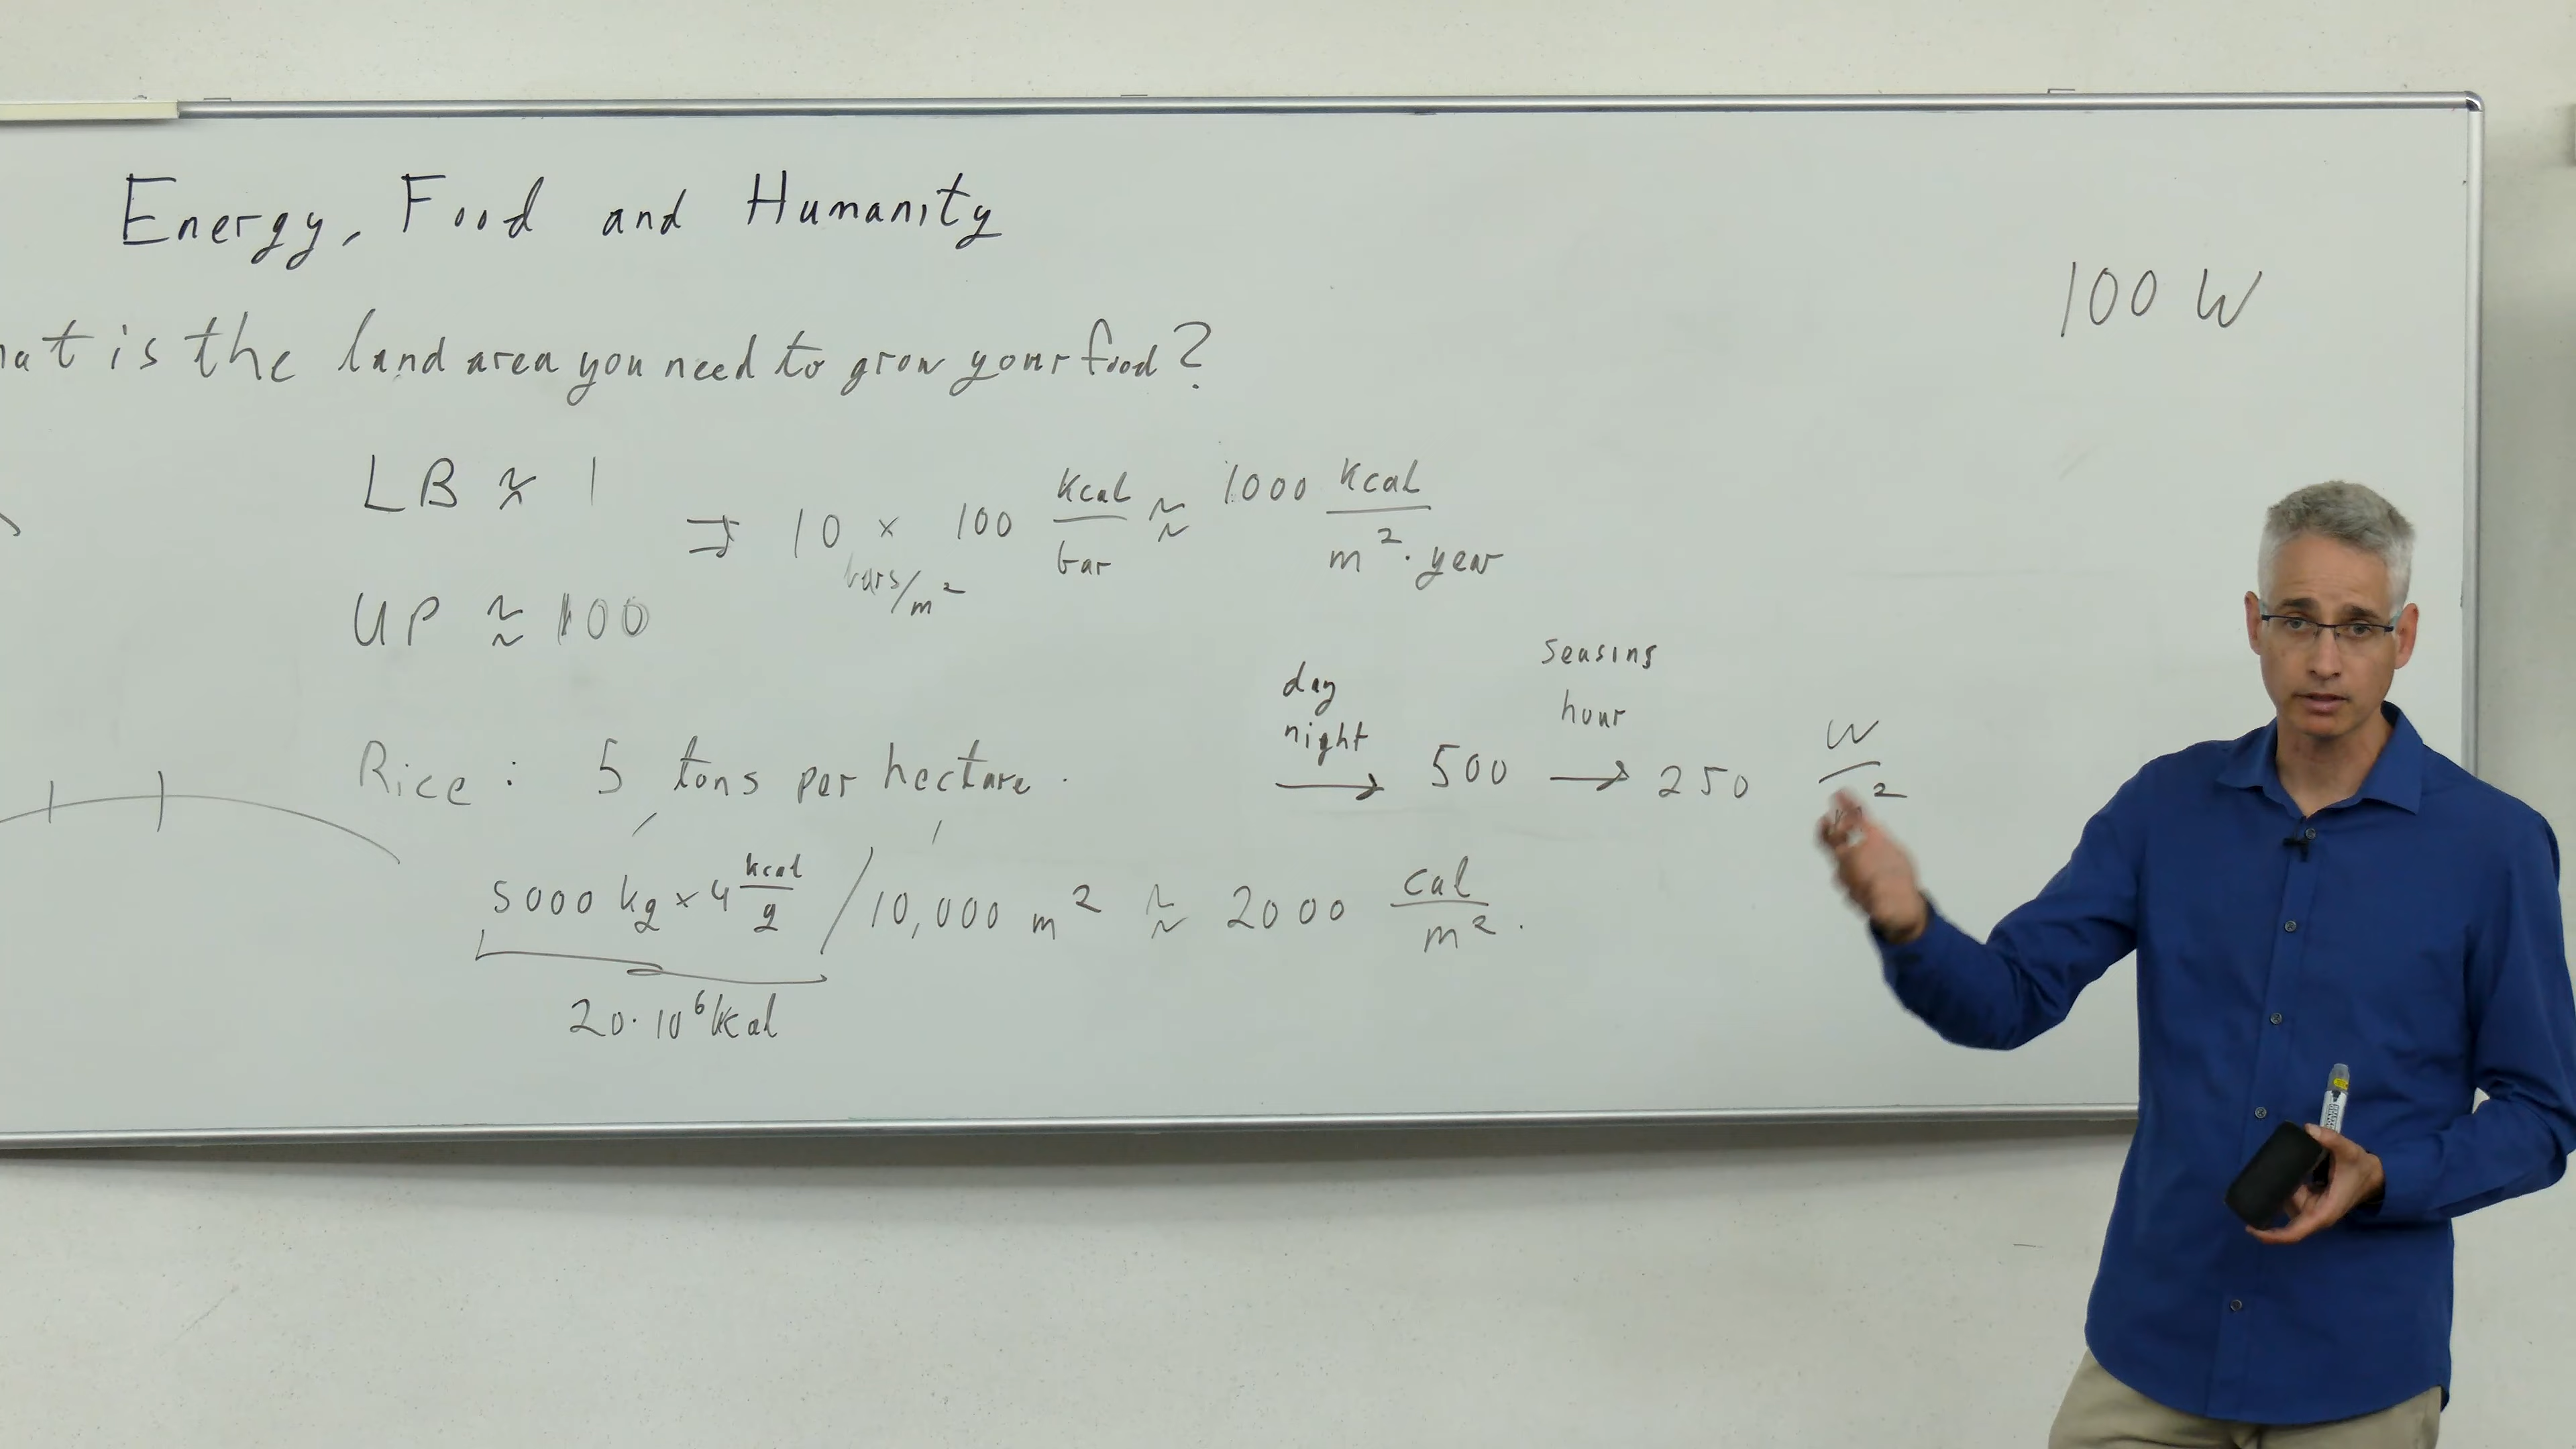 Energy, Food and Humanity
100 W
is the land area you need to grow your food?
LB ≈ 1
⇒ 10 × 100 kcal/bar ≈ 1000 kcal/m²·year
bars/m²
UP ≈ 100
day night → 500 seasins hour → 250 W/m²
Rice : 5 tons per hectare .
5000 kg × 4 kcal/g / 10,000 m² ≈ 2000 cal/m² .
20·10⁶ kcal